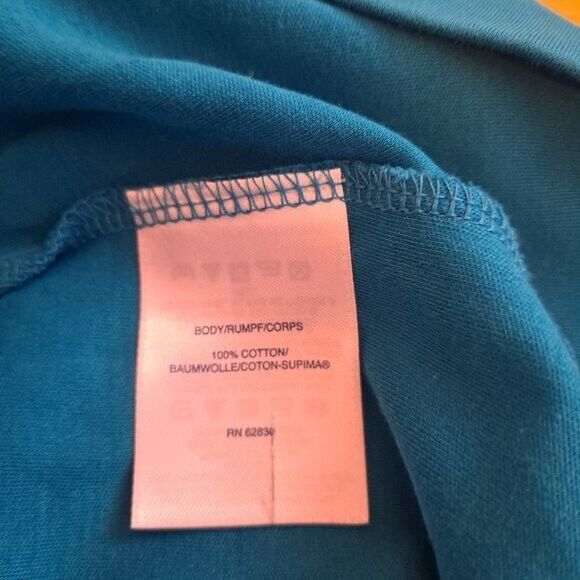 BODY/RUMPF/CORPS
100% COTTON/
BAUMWOLLE/COTON-SUPIMA®
RN 62830